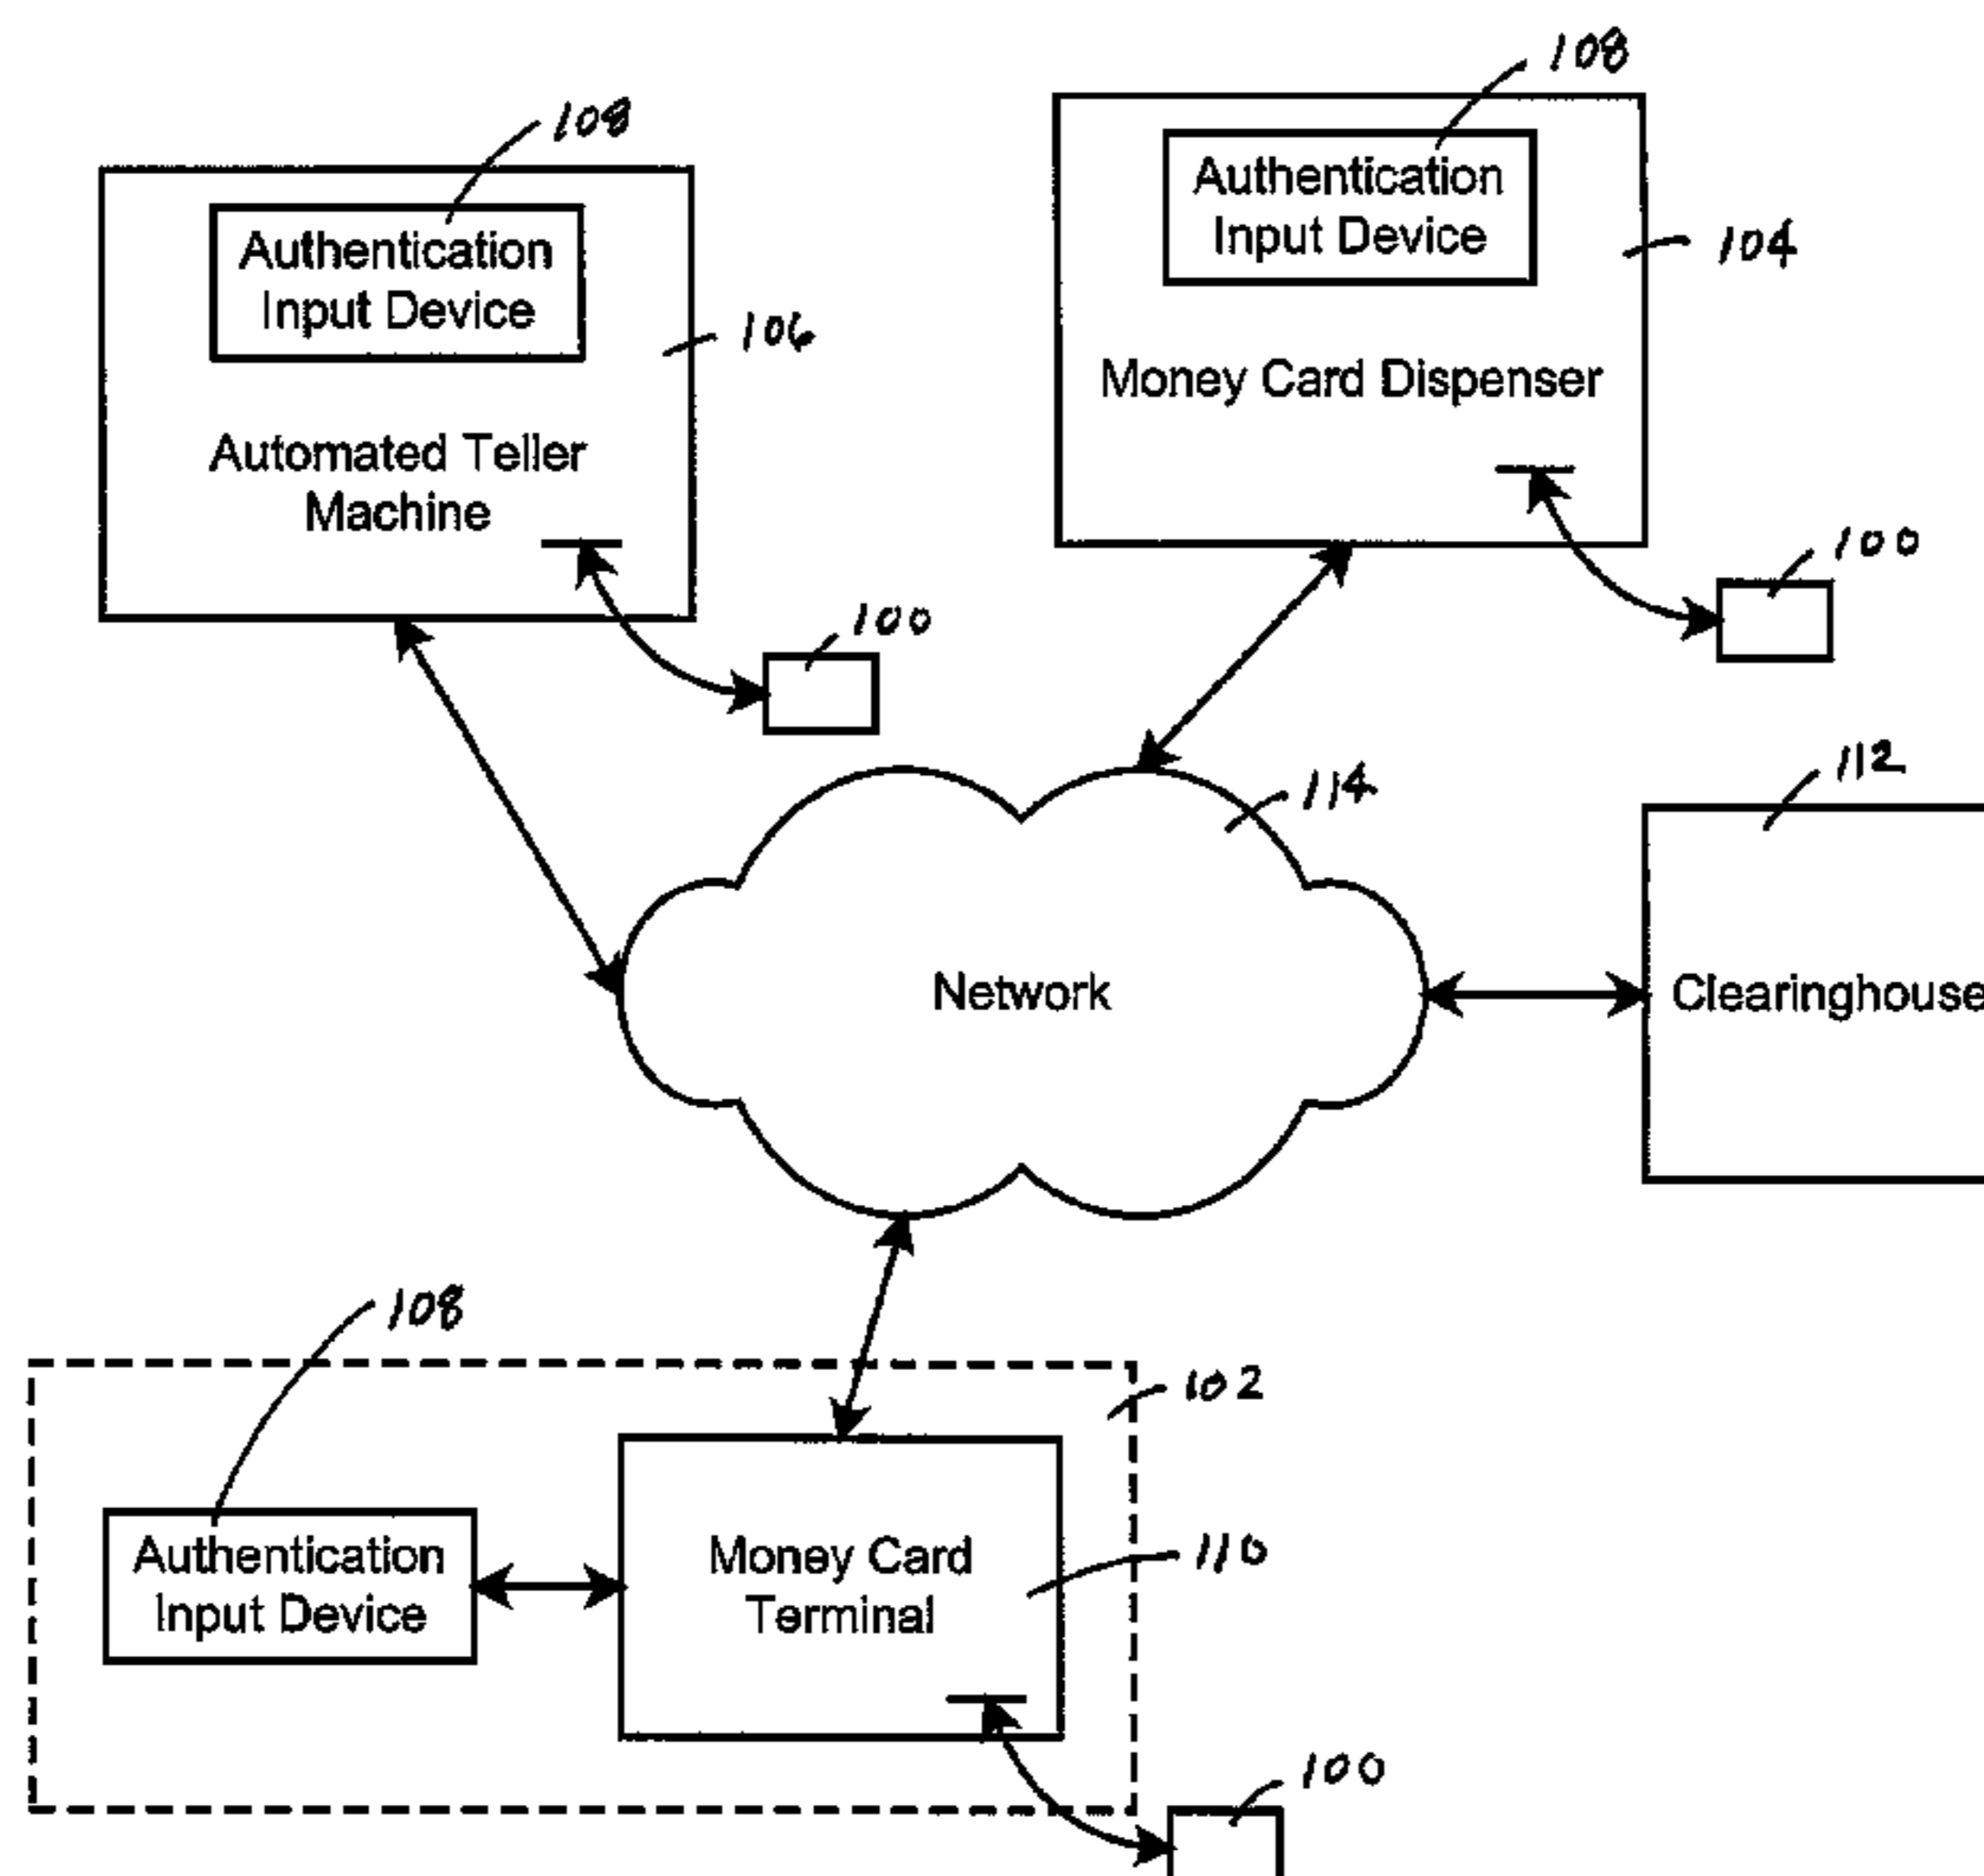 108
Authentication
Input Device
106
Automated Teller
Machine
100
108
Authentication
Input Device
104
Money Card Dispenser
100
114
Network
112
Clearinghouse
108
102
Authentication
Input Device
Money Card
Terminal
110
100